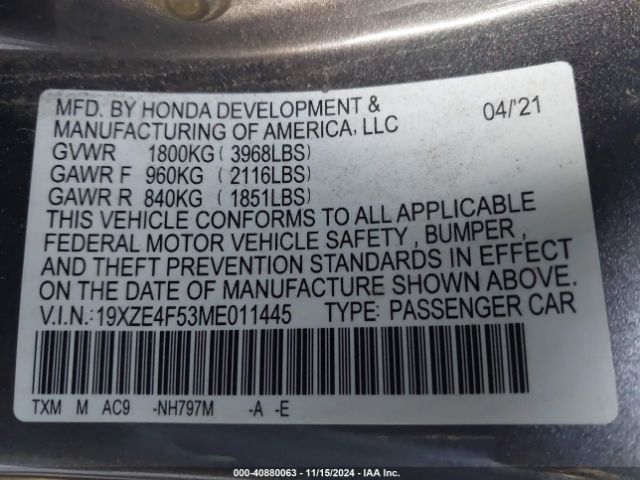 MFD. BY HONDA DEVELOPMENT & 04/'21
MANUFACTURING OF AMERICA, LLC
GVWR 1800KG ( 3968LBS)
GAWR F 960KG ( 2116LBS)
GAWR R 840KG ( 1851LBS)
THIS VEHICLE CONFORMS TO ALL APPLICABLE
FEDERAL MOTOR VEHICLE SAFETY , BUMPER ,
AND THEFT PREVENTION STANDARDS IN EFFECT
ON THE DATE OF MANUFACTURE SHOWN ABOVE.
V.I.N.:19XZE4F53ME011445 TYPE: PASSENGER CAR
TXM M AC9 -NH797M -A -E
000-40880063 - 11/15/2024 - IAA Inc.